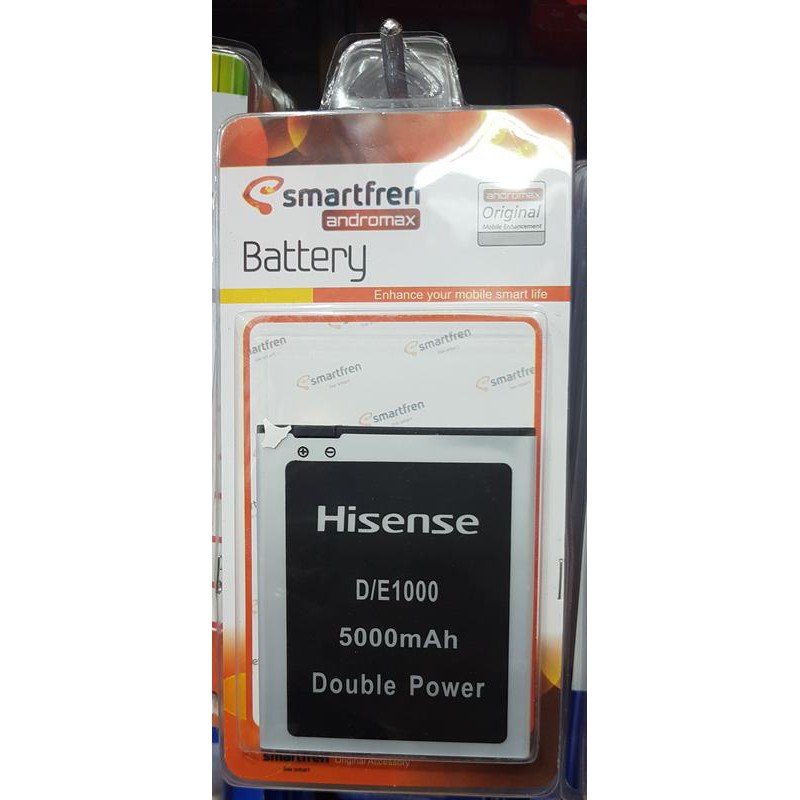 smartfren
andromax
Battery
andromax
Original
Mobile Enhancement
Enhance your mobile smart life
smartfren
smartfren
smartfren
smartfren
smartfren
Hisense
D/E1000
5000mAh
Double Power
smartfren
Original Accessory